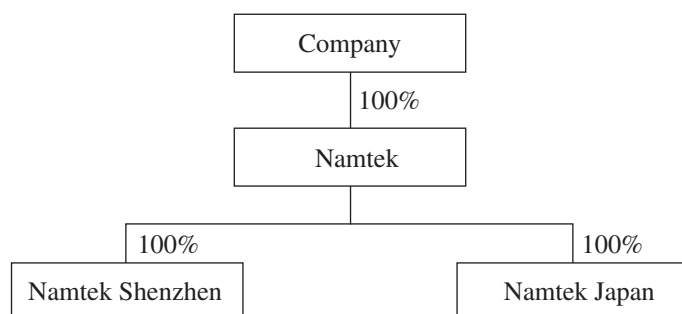 Company
100%
Namtek
100%
100%
Namtek Shenzhen
Namtek Japan